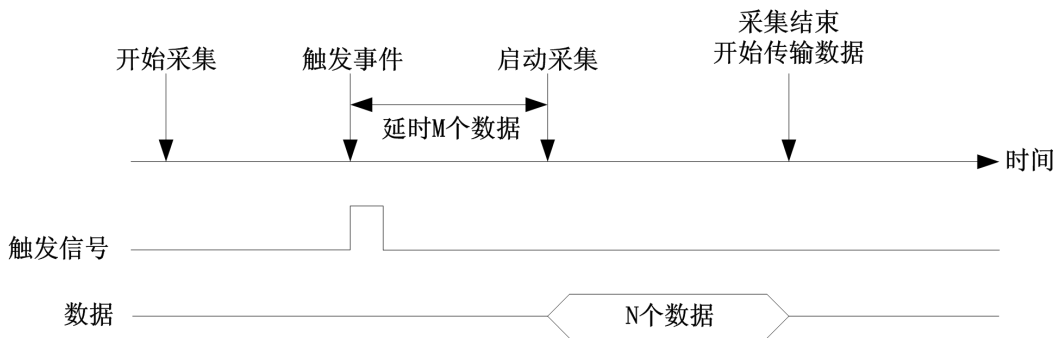 采集结束
开始传输数据
开始采集
触发事件
启动采集
延时M个数据
时间
触发信号
数据
N个数据